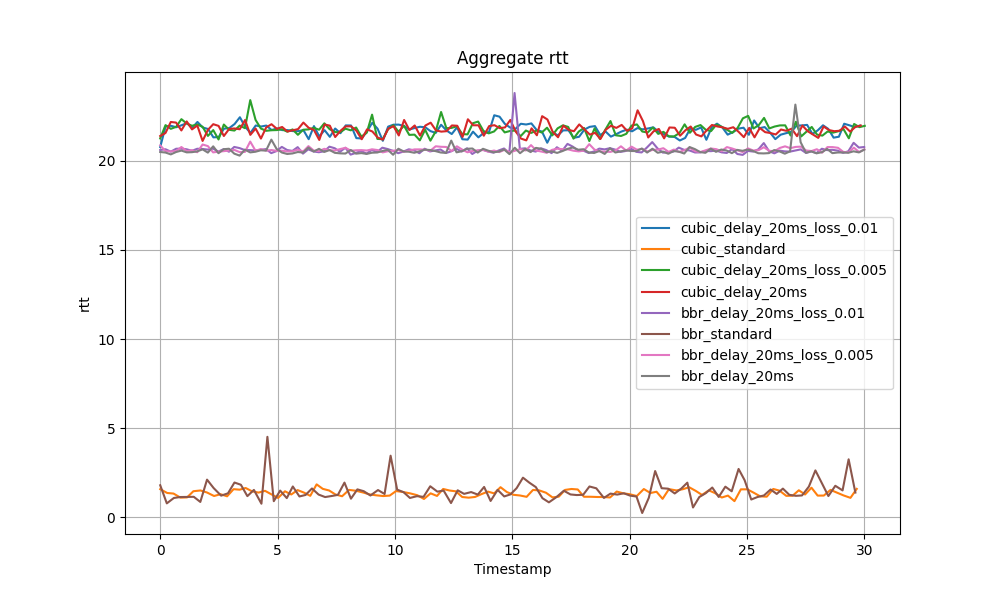 Aggregate rtt
rtt
20
15
10
5
0
cubic_delay_20ms_loss_0.01
cubic_standard
cubic_delay_20ms_loss_0.005
cubic_delay_20ms
bbr_delay_20ms_loss_0.01
bbr_standard
bbr_delay_20ms_loss_0.005
bbr_delay_20ms
0 5 10 15 20 25 30
Timestamp